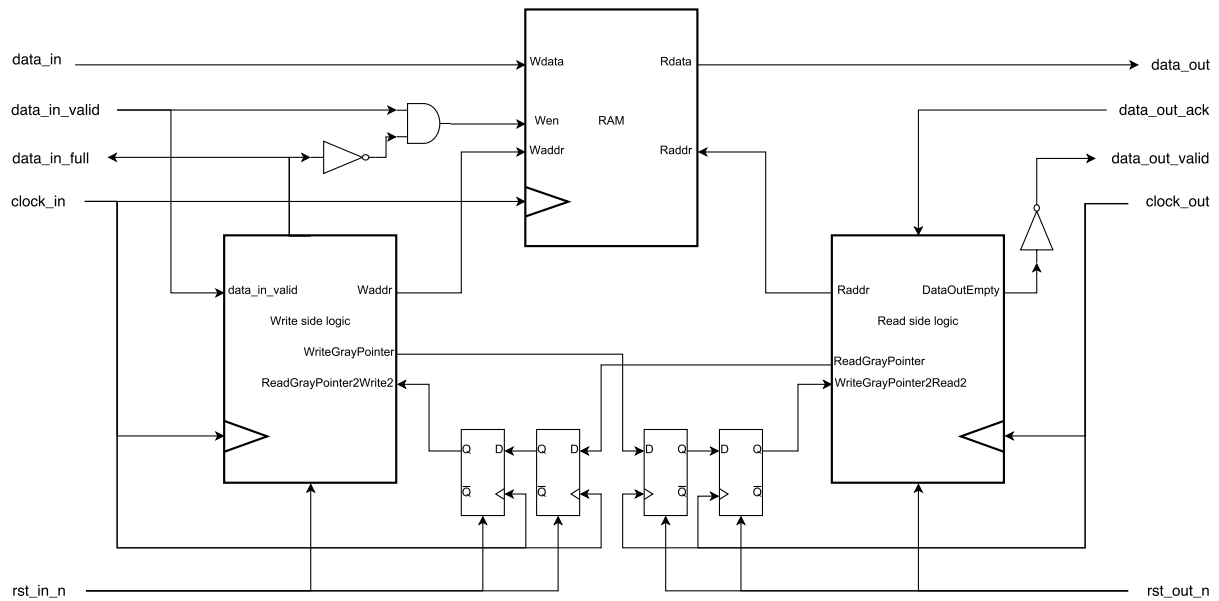 data_in
Wdata
Rdata
data_out
data_in_valid
Wen
RAM
data_out_ack
data_in_full
Waddr
Raddr
data_out_valid
clock_in
clock_out
data_in_valid
Waddr
Raddr
DataOutEmpty
Write side logic
Read side logic
WriteGrayPointer
ReadGrayPointer
ReadGrayPointer2Write2
WriteGrayPointer2Read2
Q D
Q D
D Q
D Q
Q̅
Q̅
Q̅
Q̅
rst_in_n
rst_out_n